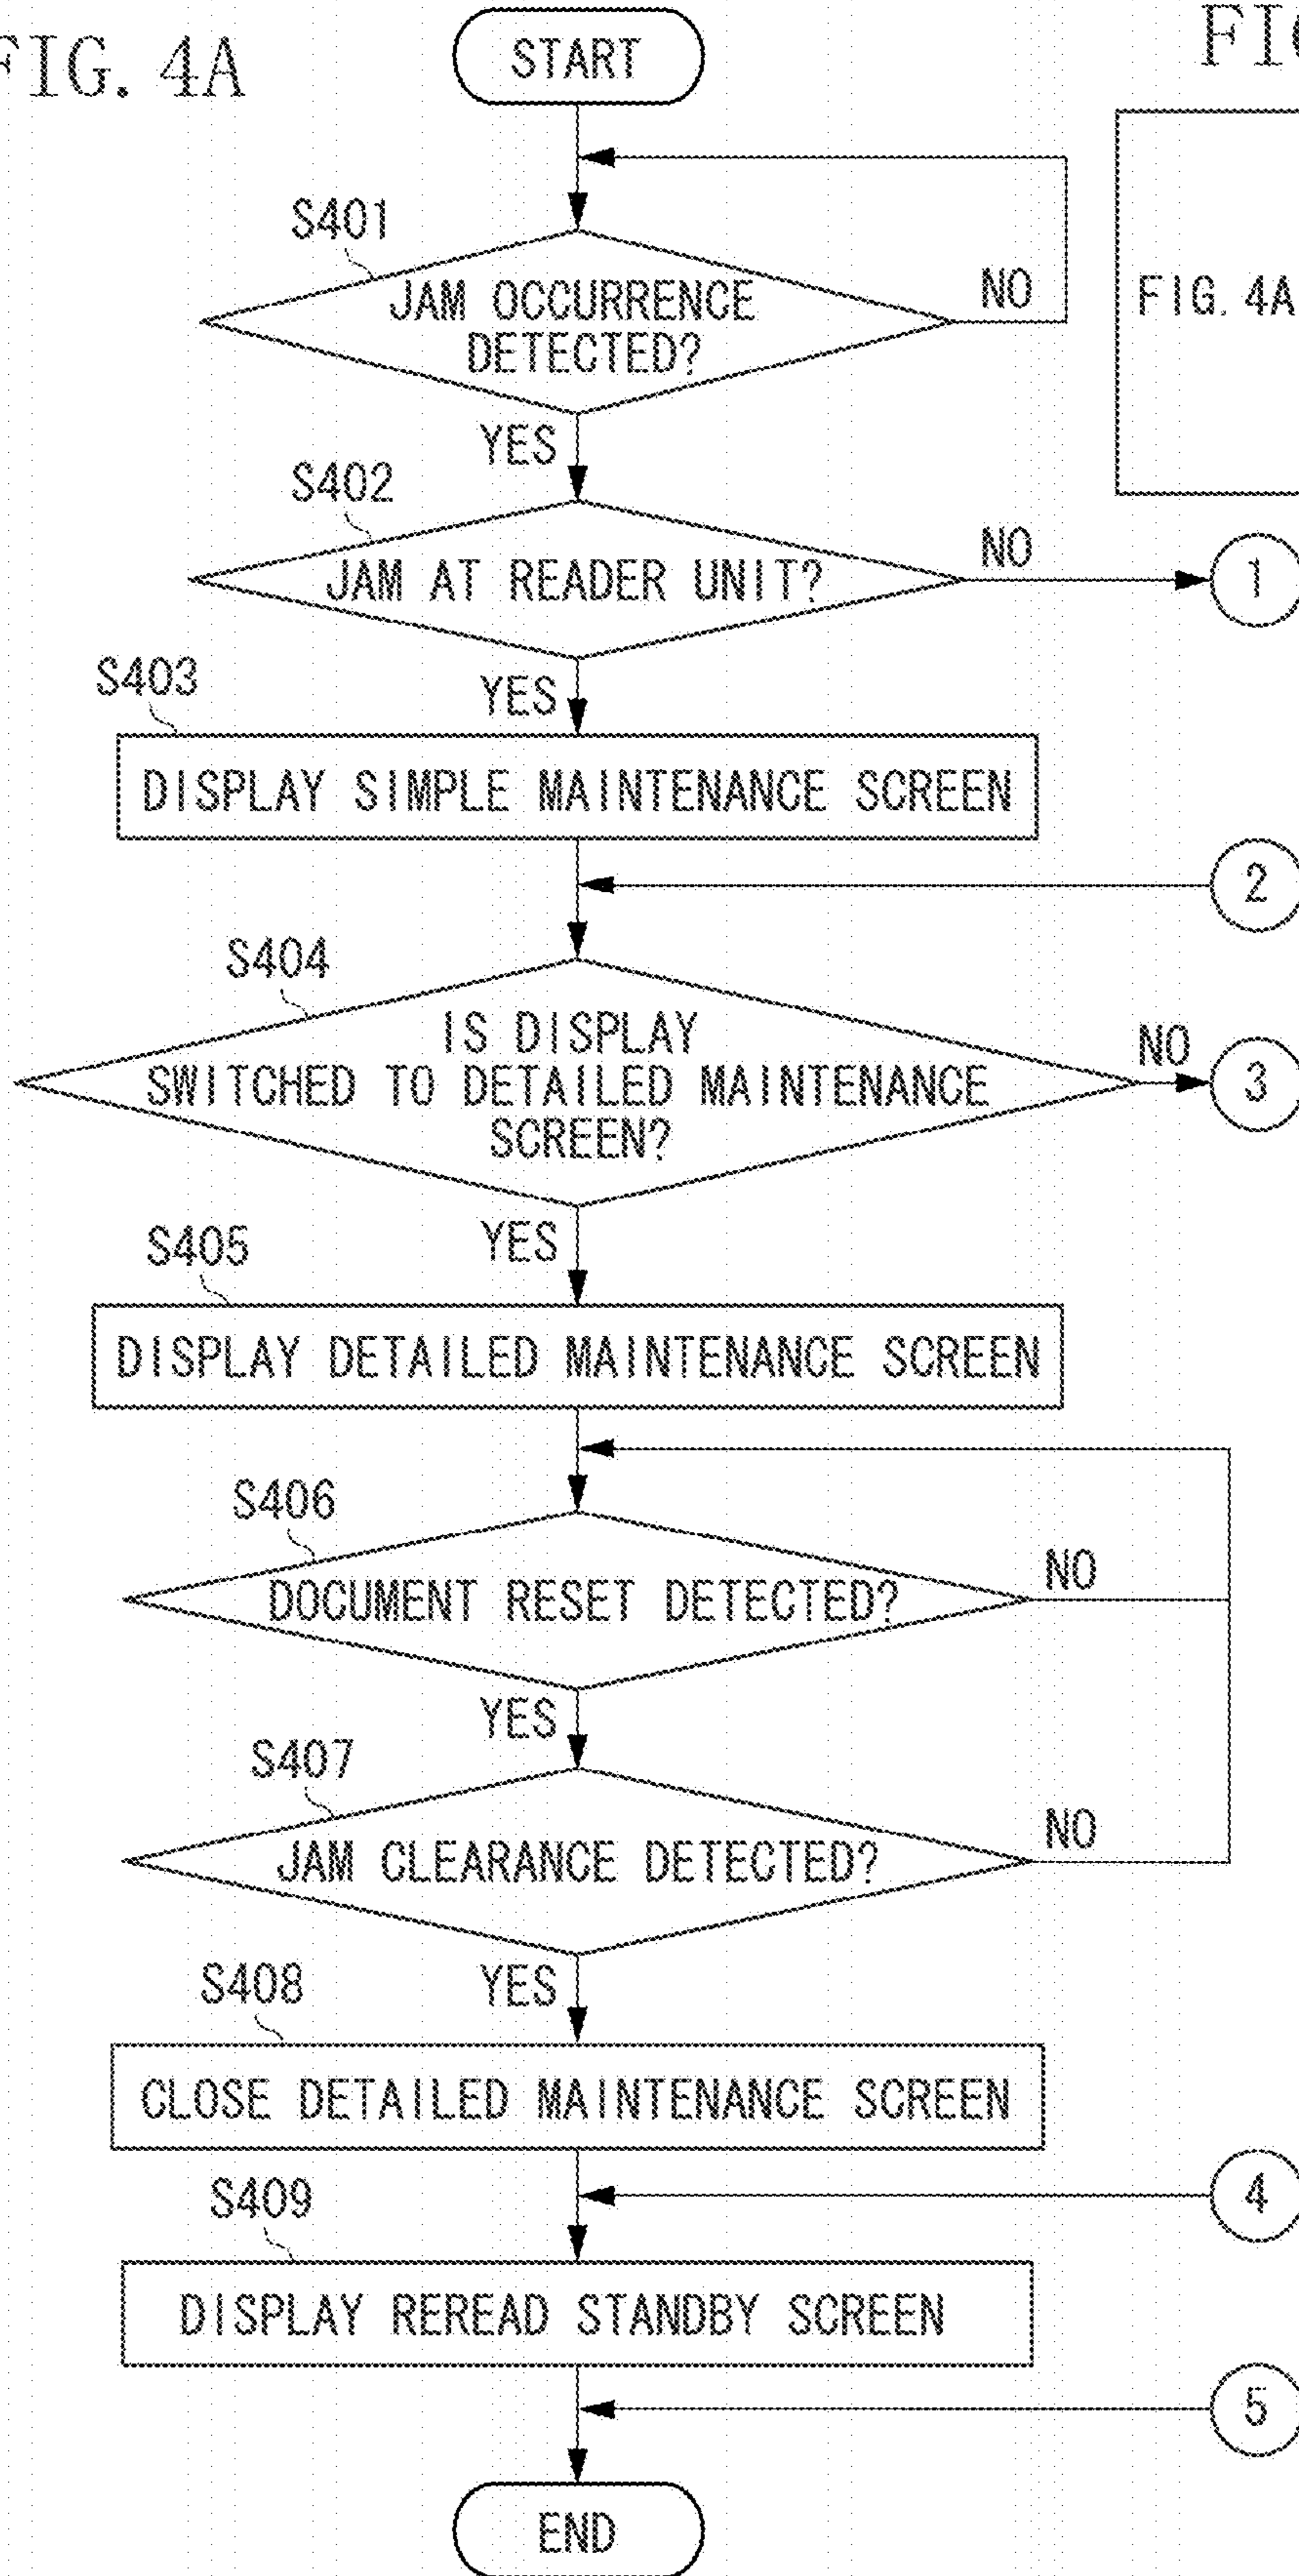 FIG. 4A
START
FIG
S401
JAM OCCURRENCE
DETECTED?
NO
FIG. 4A
YES
S402
JAM AT READER UNIT?
NO
1
YES
S403
DISPLAY SIMPLE MAINTENANCE SCREEN
2
S404
IS DISPLAY
SWITCHED TO DETAILED MAINTENANCE
SCREEN?
NO
3
YES
S405
DISPLAY DETAILED MAINTENANCE SCREEN
S406
DOCUMENT RESET DETECTED?
NO
YES
S407
JAM CLEARANCE DETECTED?
NO
YES
S408
CLOSE DETAILED MAINTENANCE SCREEN
4
S409
DISPLAY REREAD STANDBY SCREEN
5
END